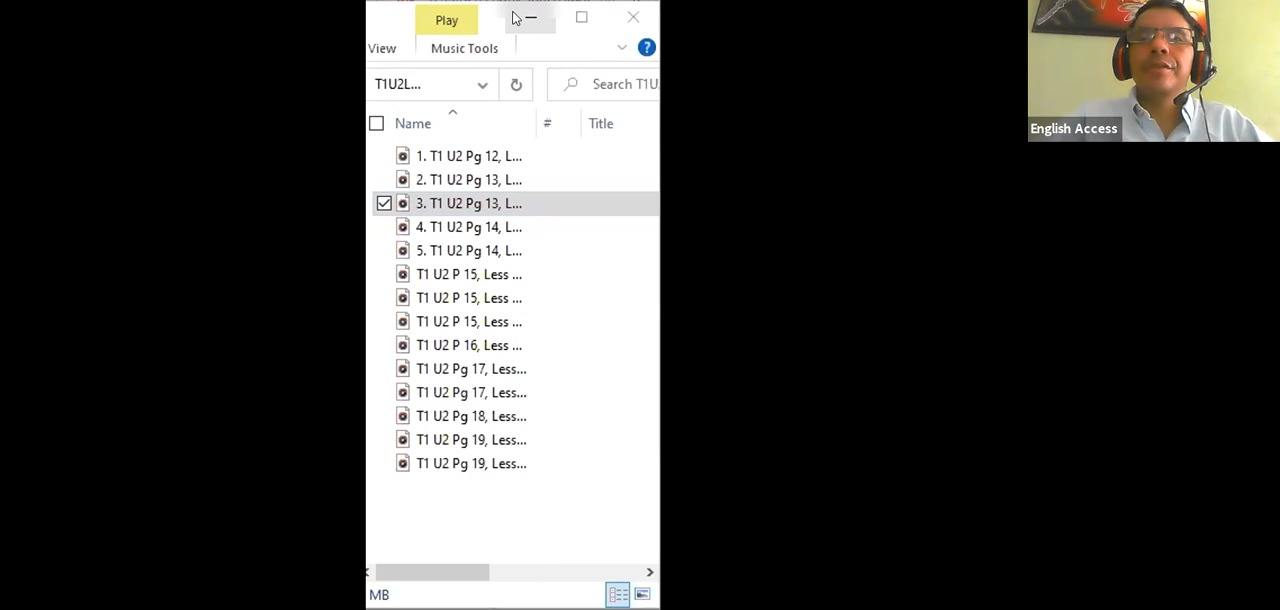 Play
View
Music Tools
T1U2L...
Search T1U
Name
#
Title
1. T1 U2 Pg 12, L...
2. T1 U2 Pg 13, L...
3. T1 U2 Pg 13, L...
4. T1 U2 Pg 14, L...
5. T1 U2 Pg 14, L...
T1 U2 P 15, Less ...
T1 U2 P 15, Less ...
T1 U2 P 15, Less ...
T1 U2 P 16, Less ...
T1 U2 Pg 17, Less...
T1 U2 Pg 17, Less...
T1 U2 Pg 18, Less...
T1 U2 Pg 19, Less...
T1 U2 Pg 19, Less...
MB
English Access